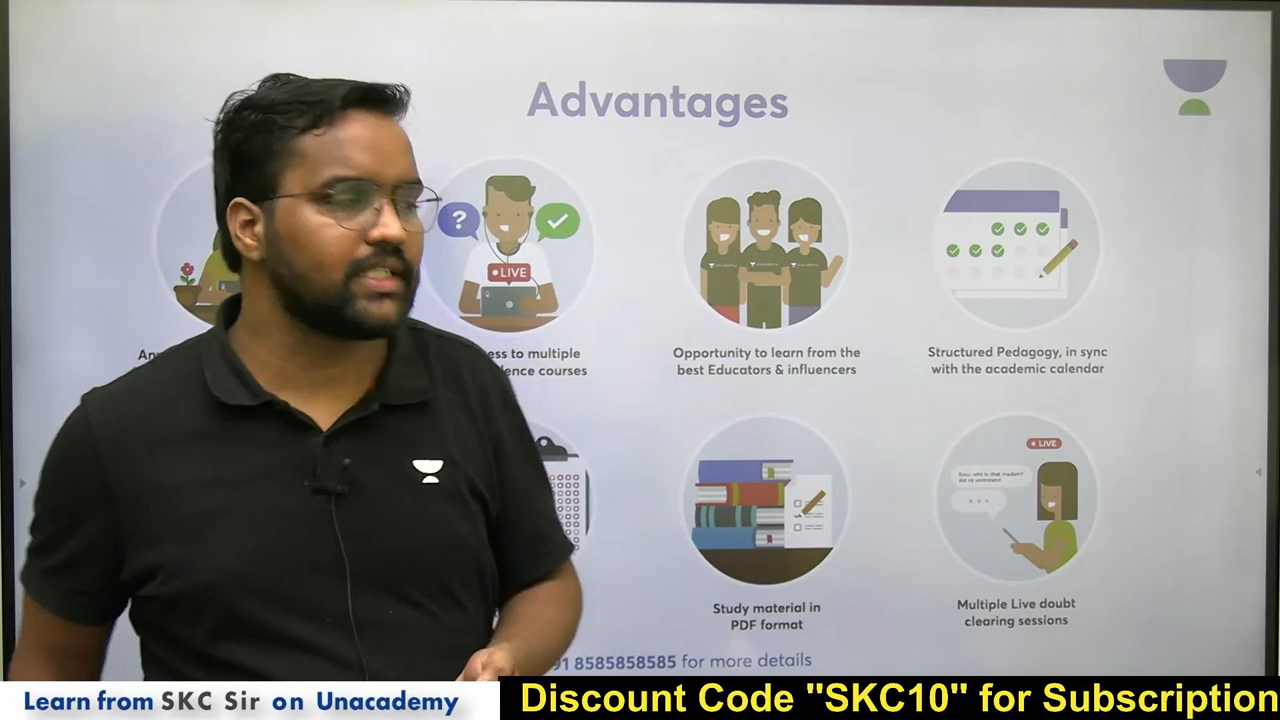 Advantages
?
LIVE
ess to multiple
ence courses
Opportunity to learn from the
best Educators & influencers
Structured Pedagogy, in sync
with the academic calendar
LIVE
Study material in
PDF format
Multiple Live doubt
clearing sessions
91 8585858585 for more details
Learn from SKC Sir on Unacademy
Discount Code "SKC10" for Subscription